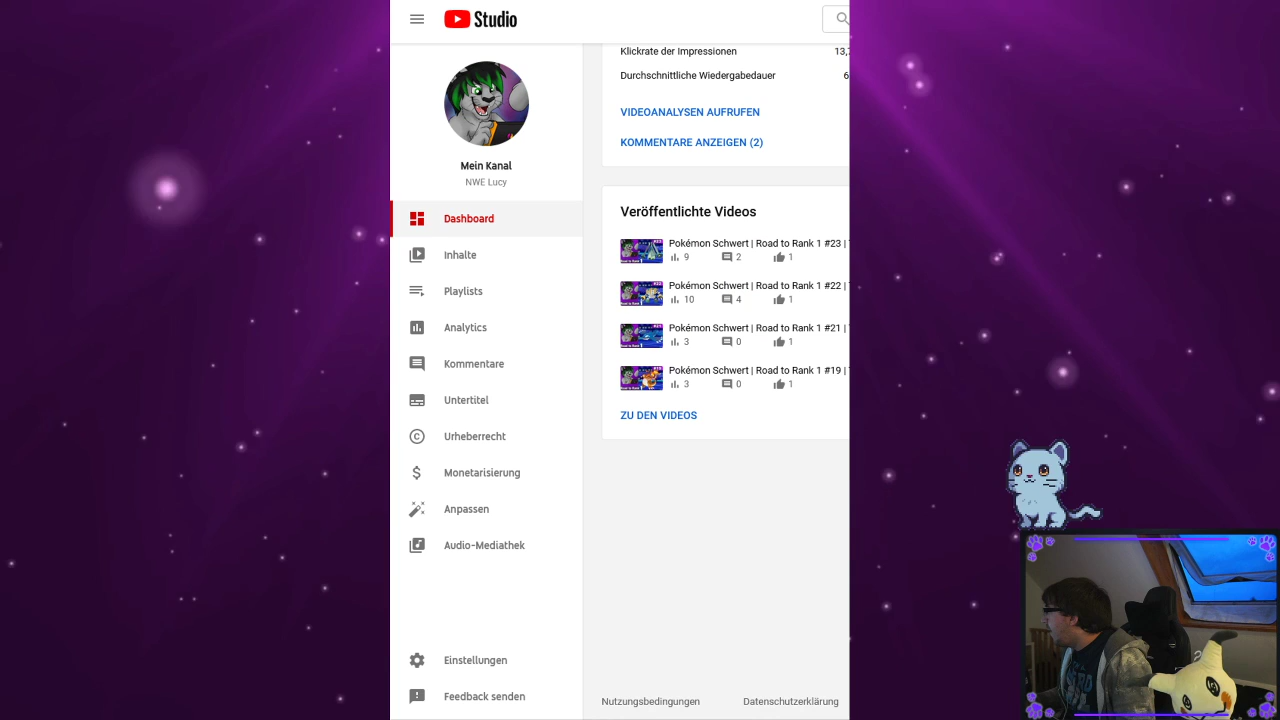 Studio
Klickrate der Impressionen 13,
Durchschnittliche Wiedergabedauer 6
VIDEOANALYSEN AUFRUFEN
KOMMENTARE ANZEIGEN (2)
Mein Kanal
NWE Lucy
Dashboard
Inhalte
Playlists
Analytics
Kommentare
Untertitel
Urheberrecht
Monetarisierung
Anpassen
Audio-Mediathek
Einstellungen
Feedback senden
Veröffentlichte Videos
Pokémon Schwert | Road to Rank 1 #23 |
9 2 1
Pokémon Schwert | Road to Rank 1 #22 |
10 4 1
Pokémon Schwert | Road to Rank 1 #21 |
3 0 1
Pokémon Schwert | Road to Rank 1 #19 |
3 0 1
ZU DEN VIDEOS
Nutzungsbedingungen Datenschutzerklärung